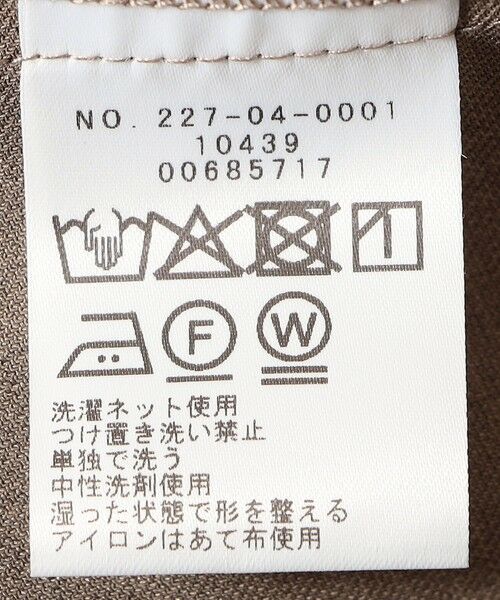 NO. 227-04-0001
10439
00685717
F
W
洗濯ネット使用
つけ置き洗い禁止
単独で洗う
中性洗剤使用
湿った状態で形を整える
アイロンはあて布使用